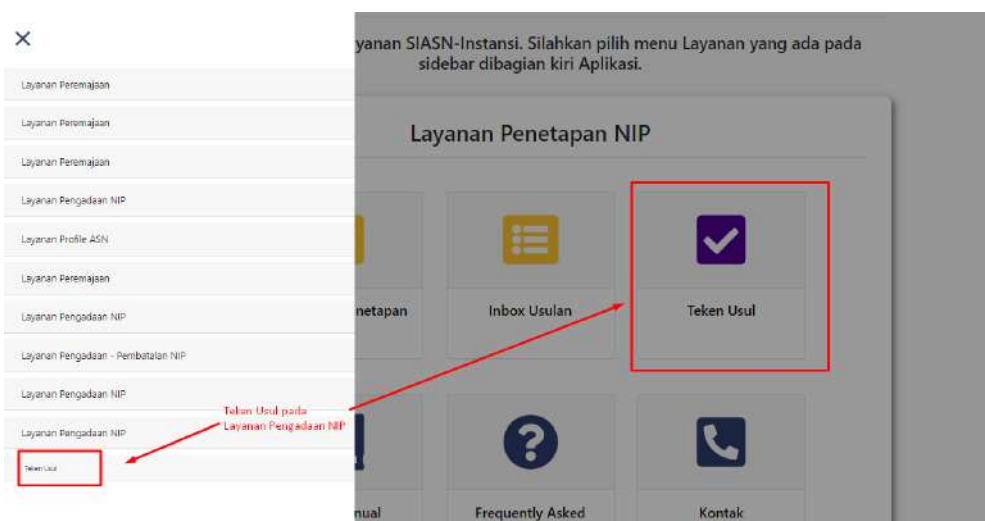 Layanan Peremajaan
Layanan Peremajaan
Layanan Peremajaan
Layanan Pengadaan NIP
Layanan Profile ASN
Layanan Peremajaan
Layanan Pengadaan NIP
Layanan Pengadaan - Pembatalan NIP
Layanan Pengadaan NIP
Layanan Pengadaan NIP
Teken Usul
Teken Usul pada
Layanan Pengadaan NIP
yanan SIASN-Instansi. Silahkan pilih menu Layanan yang ada pada
sidebar dibagian kiri Aplikasi.
Layanan Penetapan NIP
netapan
Inbox Usulan
Teken Usul
nual
Frequently Asked
Kontak